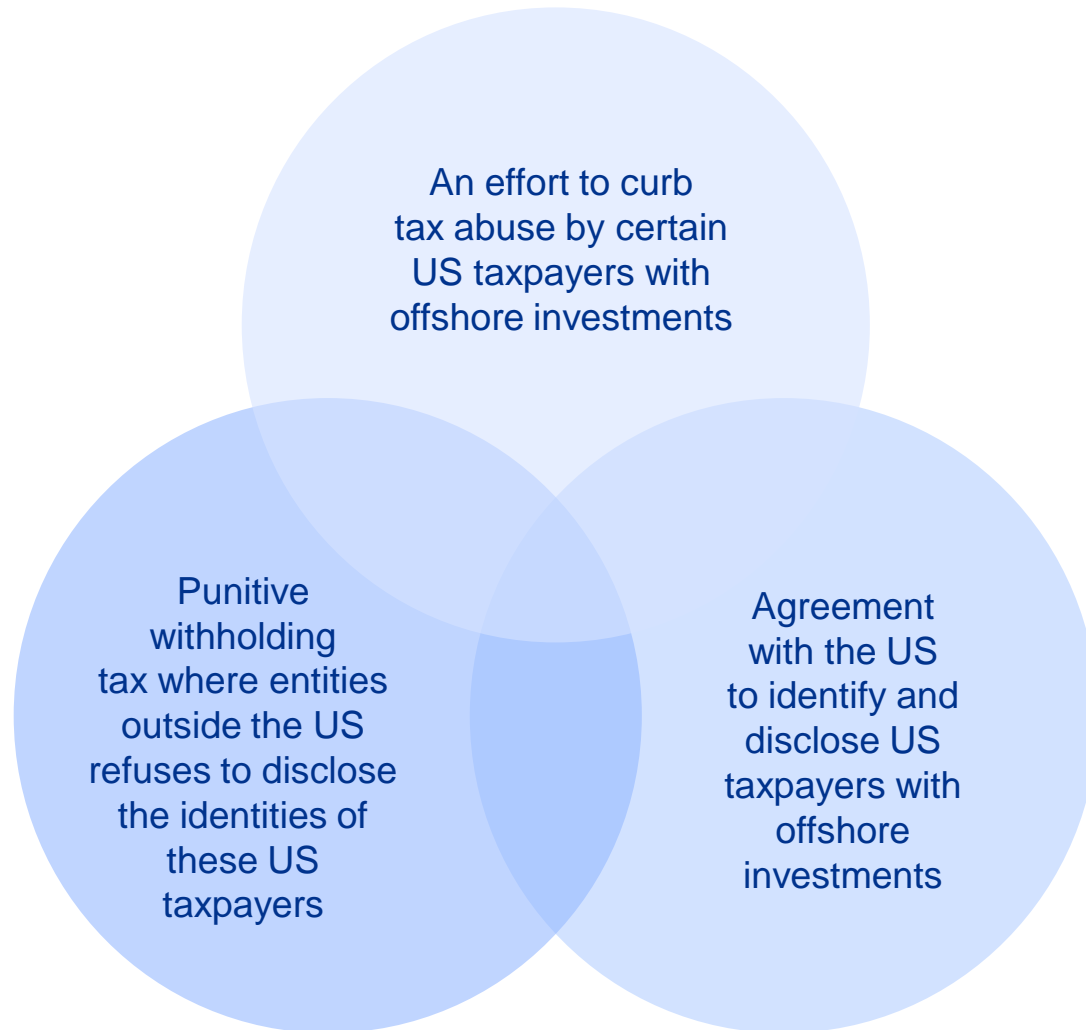 An effort to curb
tax abuse by certain
US taxpayers with
offshore investments
Punitive
withholding
tax where entities
outside the US
refuses to disclose
the identities of
these US
taxpayers
Agreement
with the US
to identify and
disclose US
taxpayers with
offshore
investments